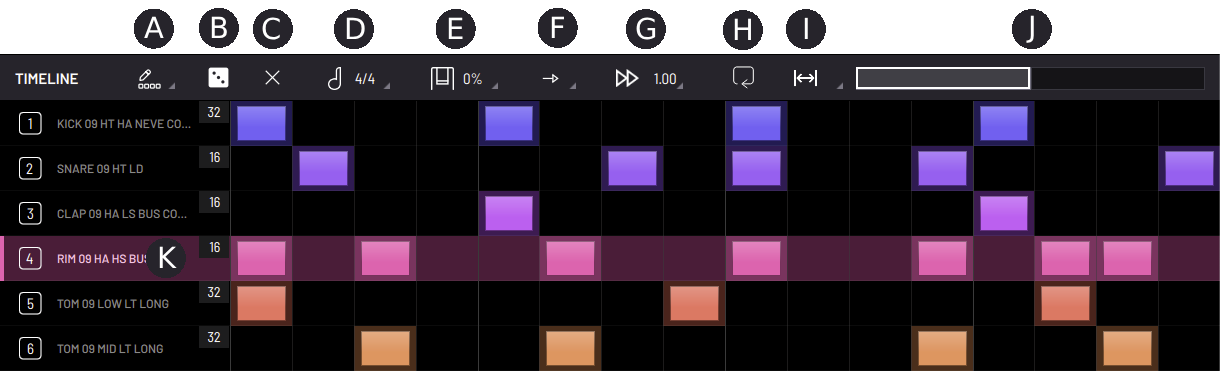 A B C D E F G H I J
TIMELINE 4/4 0% 1.00
1 KICK 09 HT HA NEVE CO... 32
2 SNARE 09 HT LD 16
3 CLAP 09 HA LS BUS CO... 16
4 RIM 09 HA HS BUS K 16
5 TOM 09 LOW LT LONG 32
6 TOM 09 MID LT LONG 32